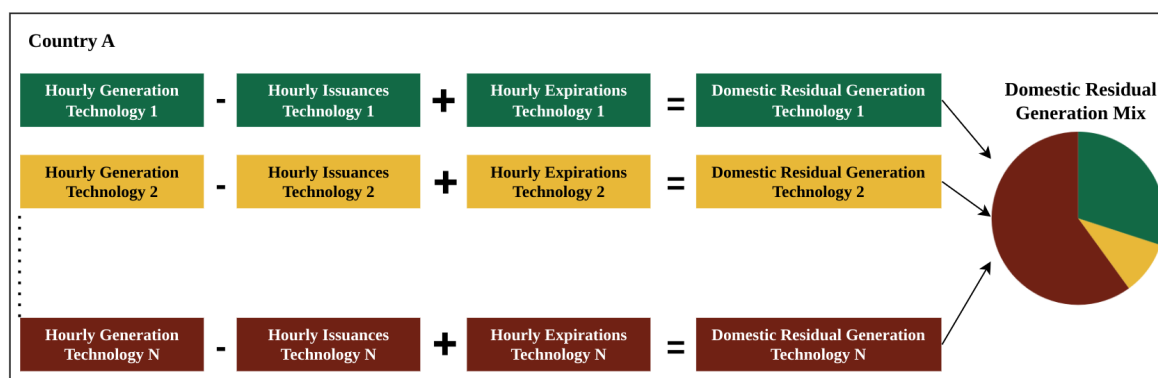 Country A
Hourly Generation
Technology 1
-
Hourly Issuances
Technology 1
+
Hourly Expirations
Technology 1
=
Domestic Residual Generation
Technology 1
Domestic Residual
Generation Mix
Hourly Generation
Technology 2
-
Hourly Issuances
Technology 2
+
Hourly Expirations
Technology 2
=
Domestic Residual Generation
Technology 2
Hourly Generation
Technology N
-
Hourly Issuances
Technology N
+
Hourly Expirations
Technology N
=
Domestic Residual Generation
Technology N